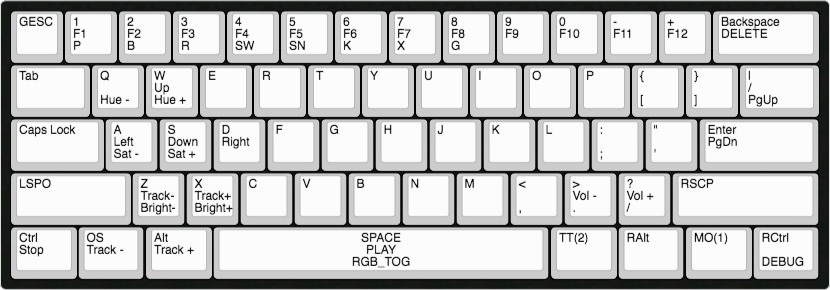 GESC
1
F1
P
2
F2
B
3
F3
R
4
F4
SW
5
F5
SN
6
F6
K
7
F7
X
8
F8
G
9
F9
0
F10
-
F11
+
F12
Backspace
DELETE
Tab
Q
Hue -
W
Up
Hue +
E
R
T
Y
U
I
O
P
{
[
}
]
|
/
PgUp
Caps Lock
A
Left
Sat -
S
Down
Sat +
D
Right
F
G
H
J
K
L
:
;
"
'
Enter
PgDn
LSPO
Z
Track-
Bright-
X
Track+
Bright+
C
V
B
N
M
<
,
>
Vol -
.
?
Vol +
/
RSCP
Ctrl
Stop
OS
Track -
Alt
Track +
SPACE
PLAY
RGB_TOG
TT(2)
RAlt
MO(1)
RCtrl
DEBUG